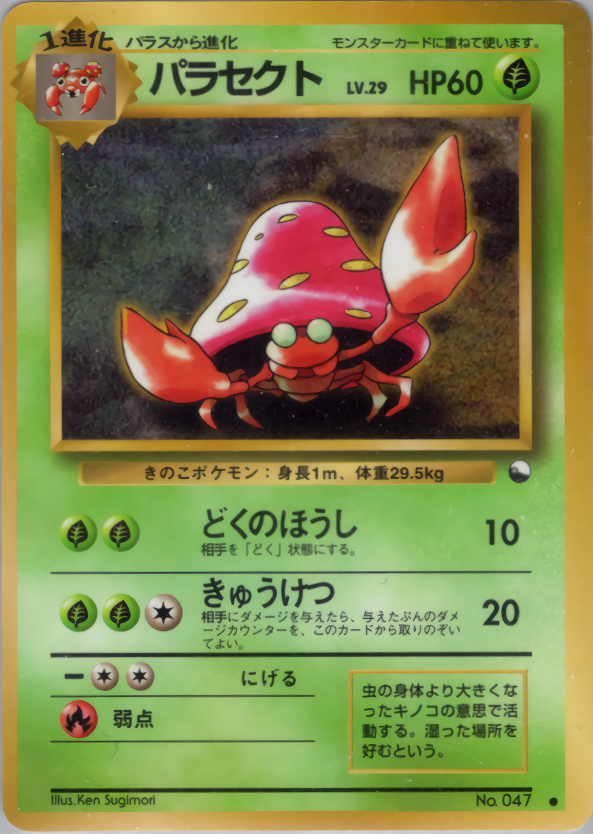 1進化 パラスから進化 モンスターカードに重ねて使います。
パラセクト LV.29 HP60
きのこポケモン：身長1m、体重29.5kg
どくのほうし 10
相手を「どく」状態にする。
きゅうけつ 20
相手にダメージを与えたら、与えたぶんのダメ
ージカウンターを、このカードから取りのぞい
てよい。
ー にげる
弱点
虫の身体より大きくな
ったキノコの意思で活
動する。湿った場所を
好むという。
Illus.Ken Sugimori No. 047 ●